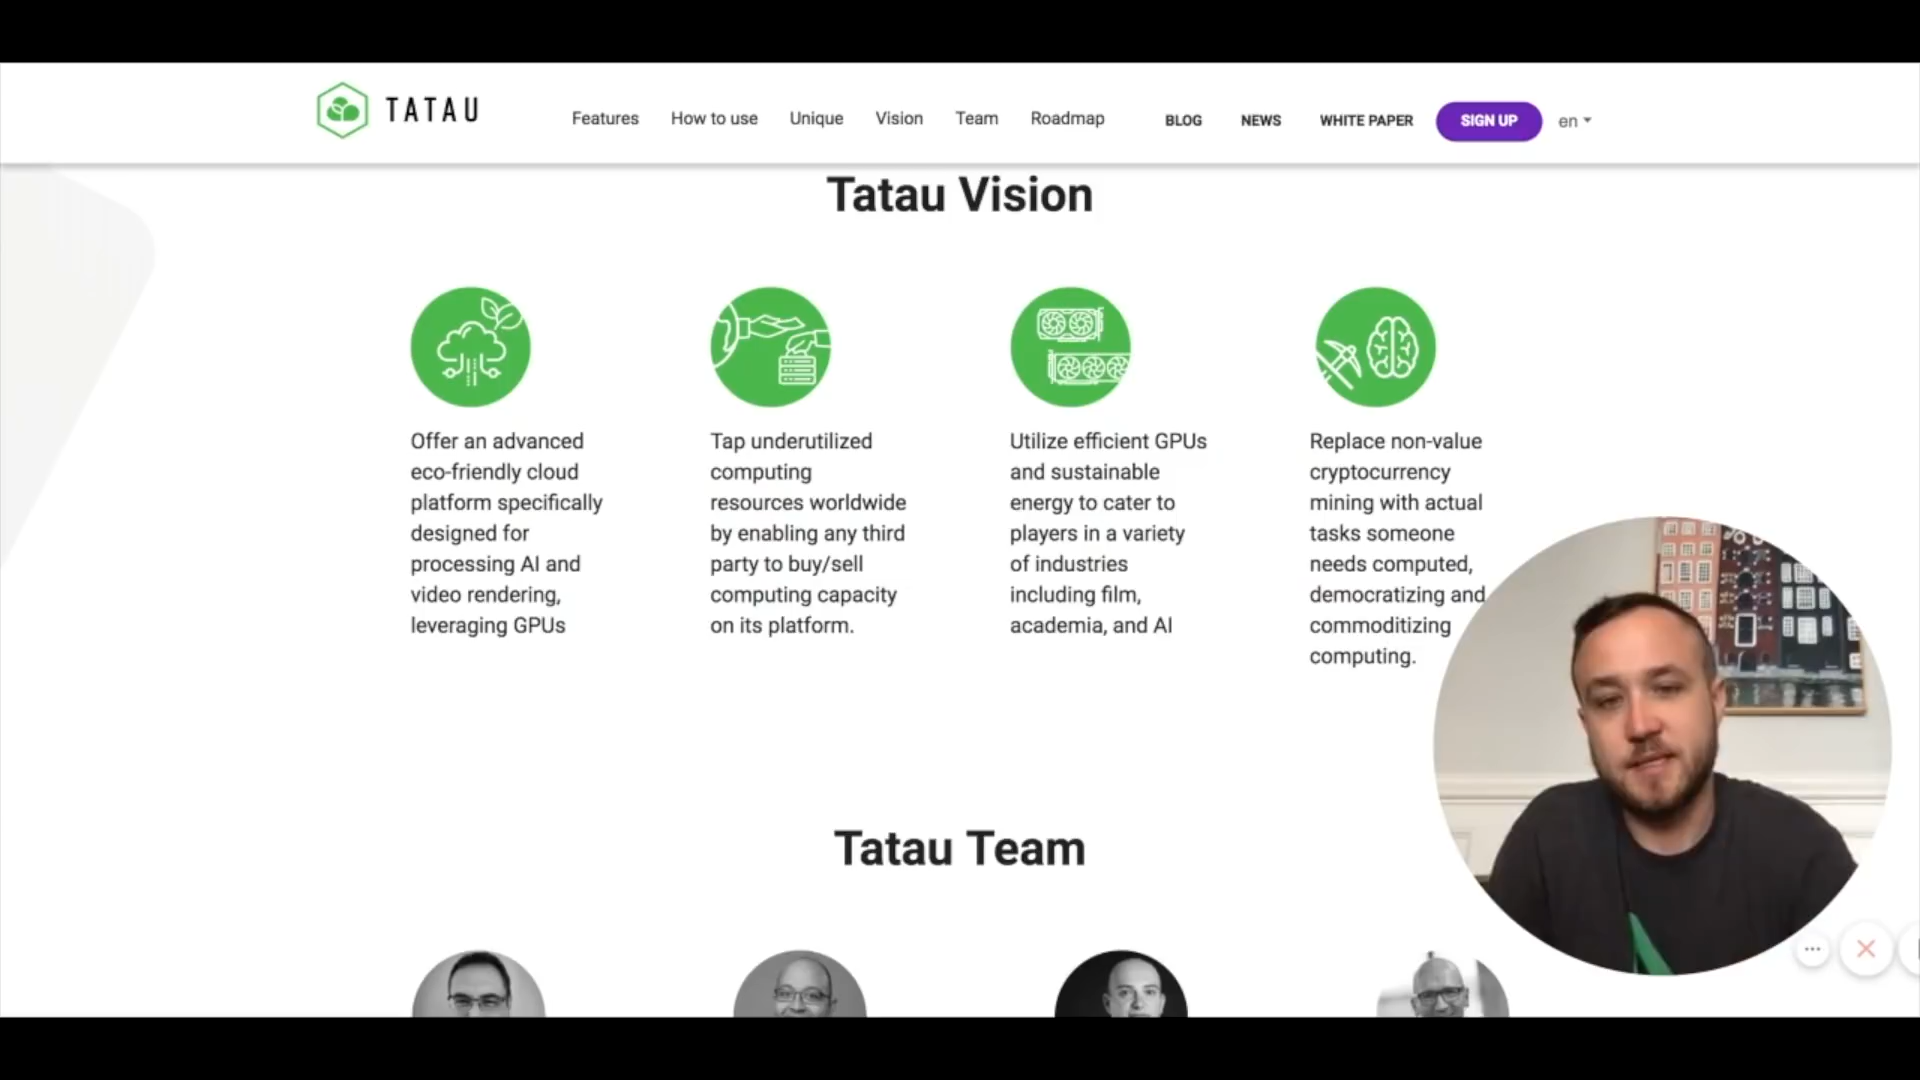 TATAU
Features How to use Unique Vision Team Roadmap BLOG NEWS WHITE PAPER SIGN UP en
Tatau Vision
Offer an advanced
eco-friendly cloud
platform specifically
designed for
processing AI and
video rendering,
leveraging GPUs
Tap underutilized
computing
resources worldwide
by enabling any third
party to buy/sell
computing capacity
on its platform.
Utilize efficient GPUs
and sustainable
energy to cater to
players in a variety
of industries
including film,
academia, and AI
Replace non-value
cryptocurrency
mining with actual
tasks someone
needs computed,
democratizing and
commoditizing
computing.
Tatau Team